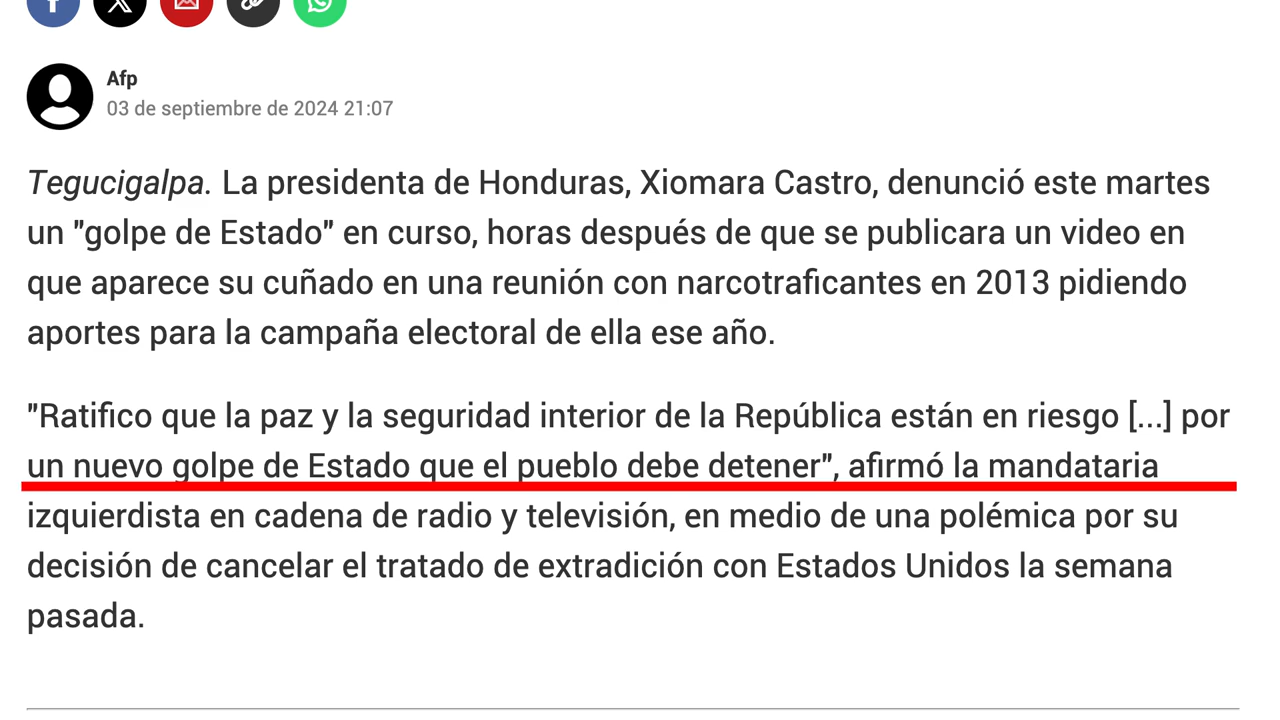 Afp
03 de septiembre de 2024 21:07
Tegucigalpa. La presidenta de Honduras, Xiomara Castro, denunció este martes
un "golpe de Estado" en curso, horas después de que se publicara un video en
que aparece su cuñado en una reunión con narcotraficantes en 2013 pidiendo
aportes para la campaña electoral de ella ese año.
"Ratifico que la paz y la seguridad interior de la República están en riesgo [...] por
un nuevo golpe de Estado que el pueblo debe detener", afirmó la mandataria
izquierdista en cadena de radio y televisión, en medio de una polémica por su
decisión de cancelar el tratado de extradición con Estados Unidos la semana
pasada.